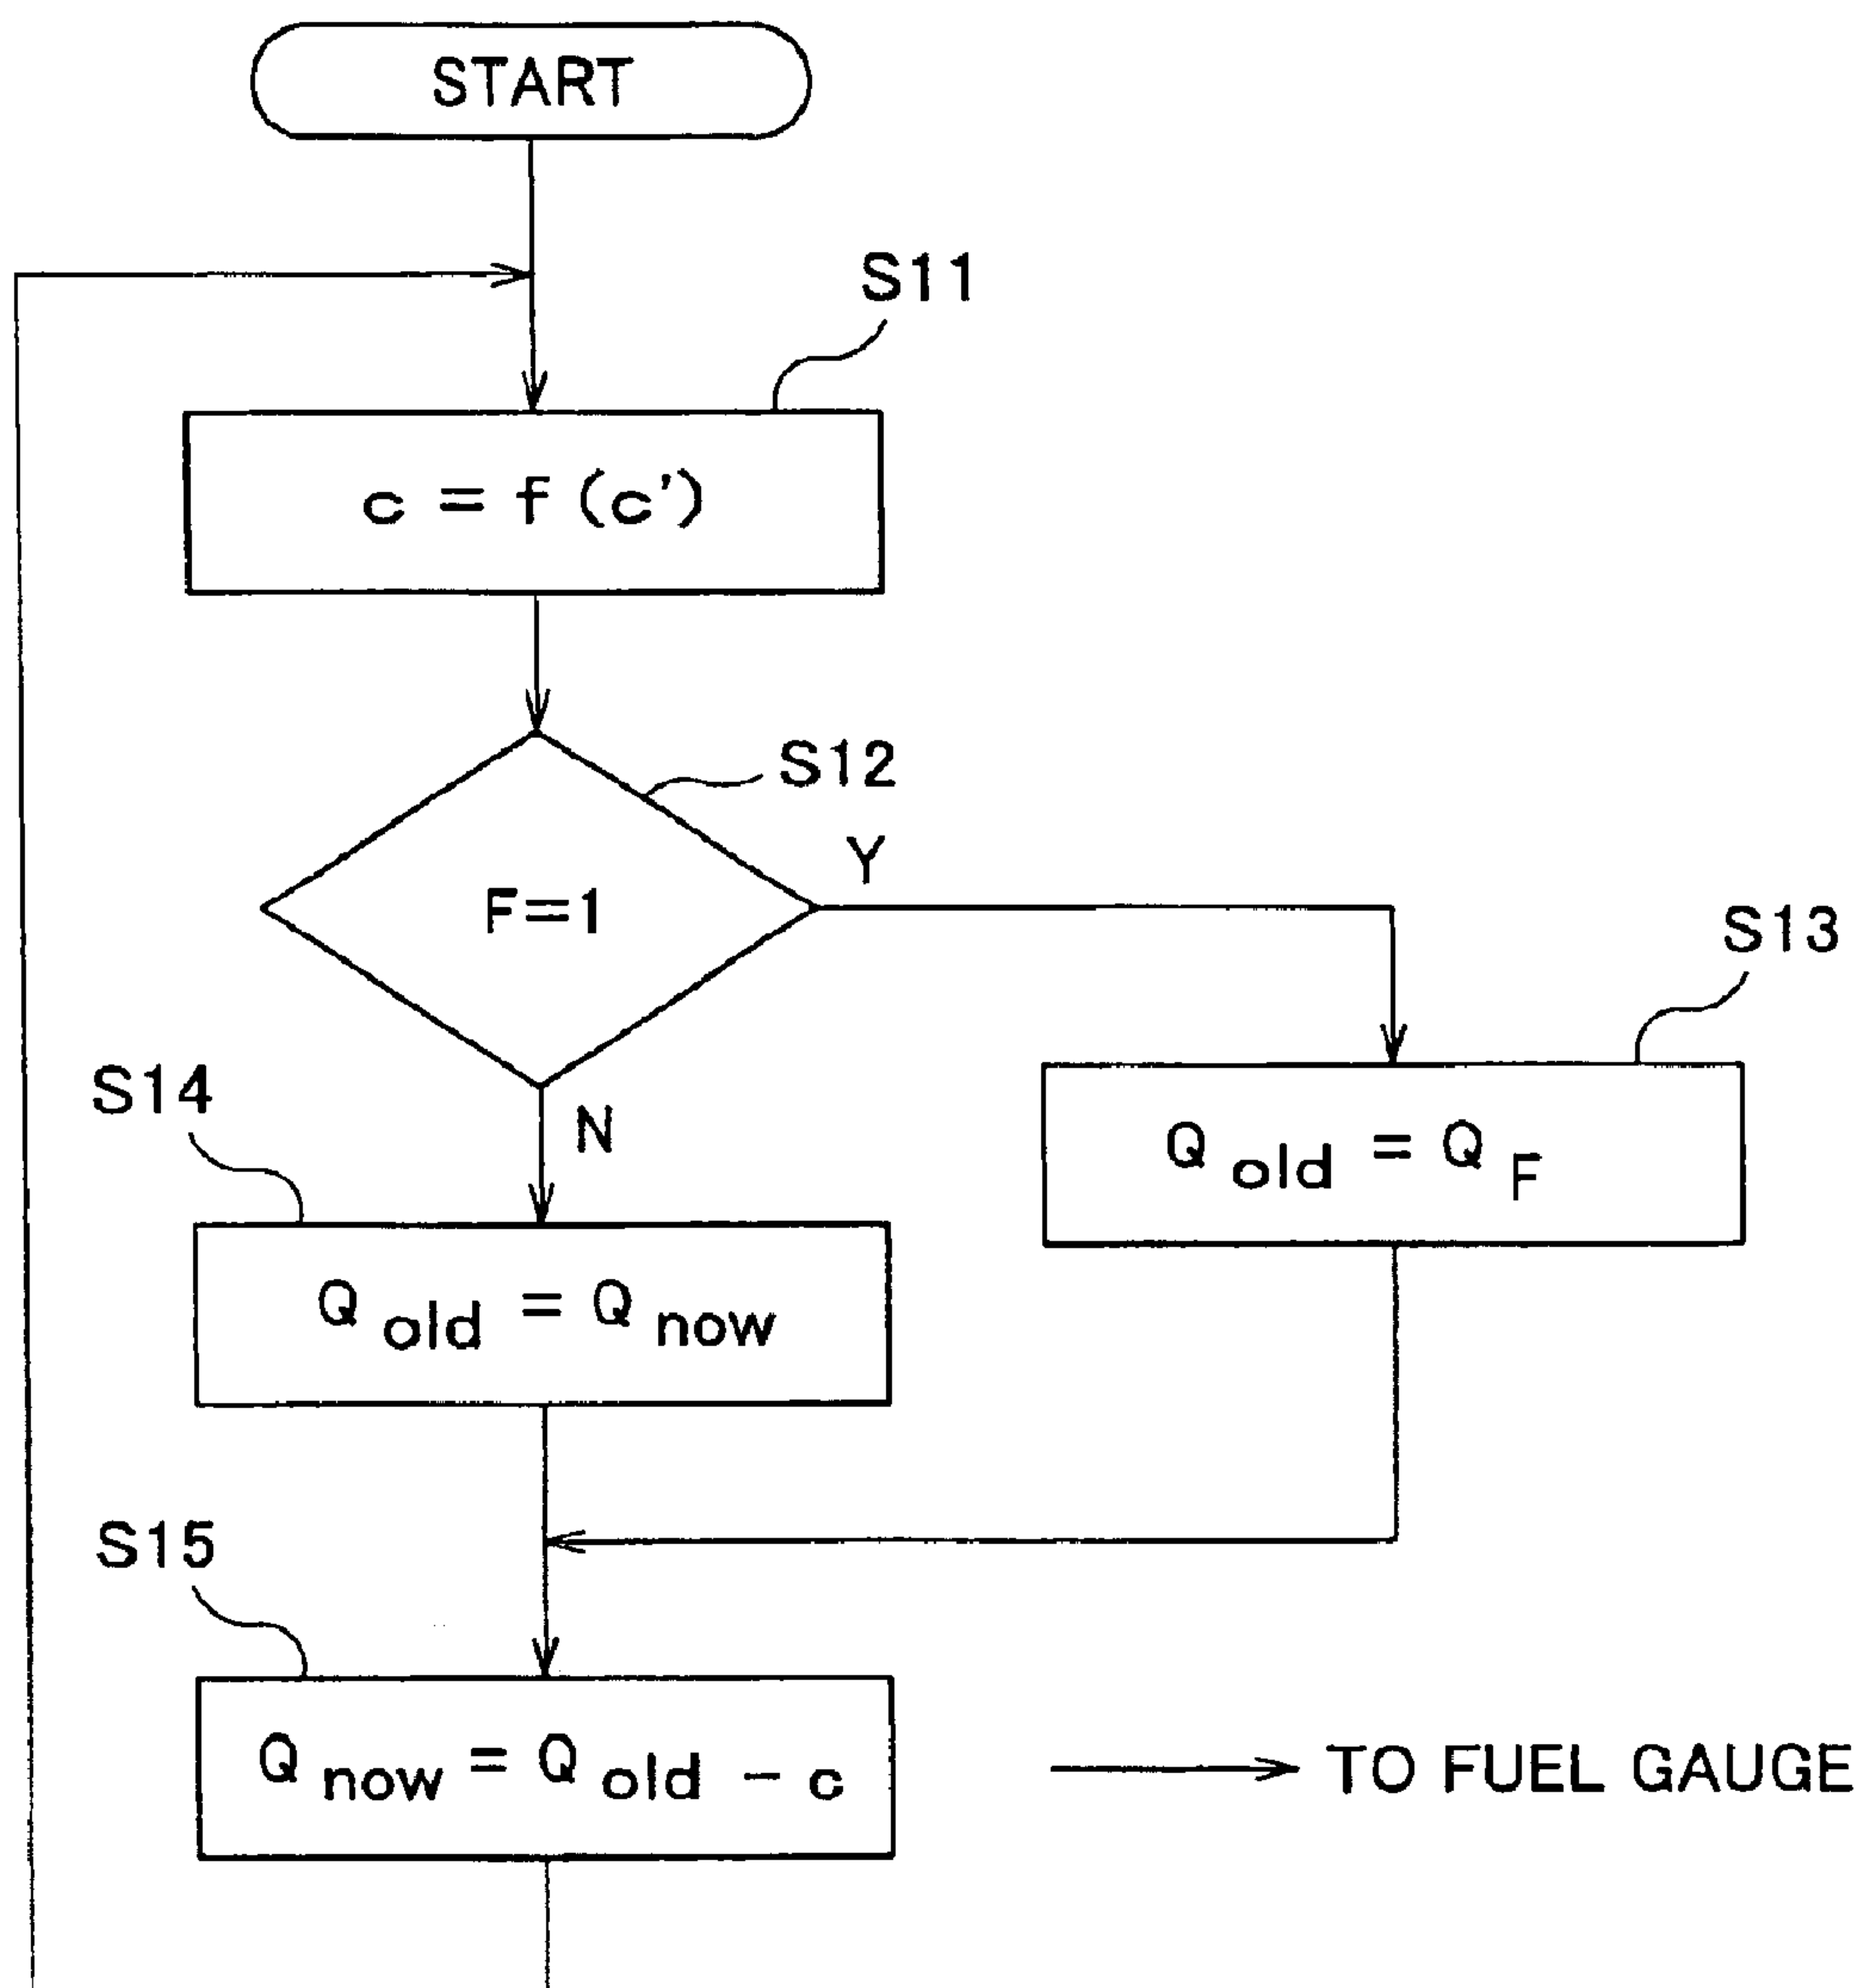 START
S11
c = f (c')
S12
Y
F=1
S13
S14
N
Q old = Q F
Q old = Q now
S15
Q now = Q old - c
TO FUEL GAUGE